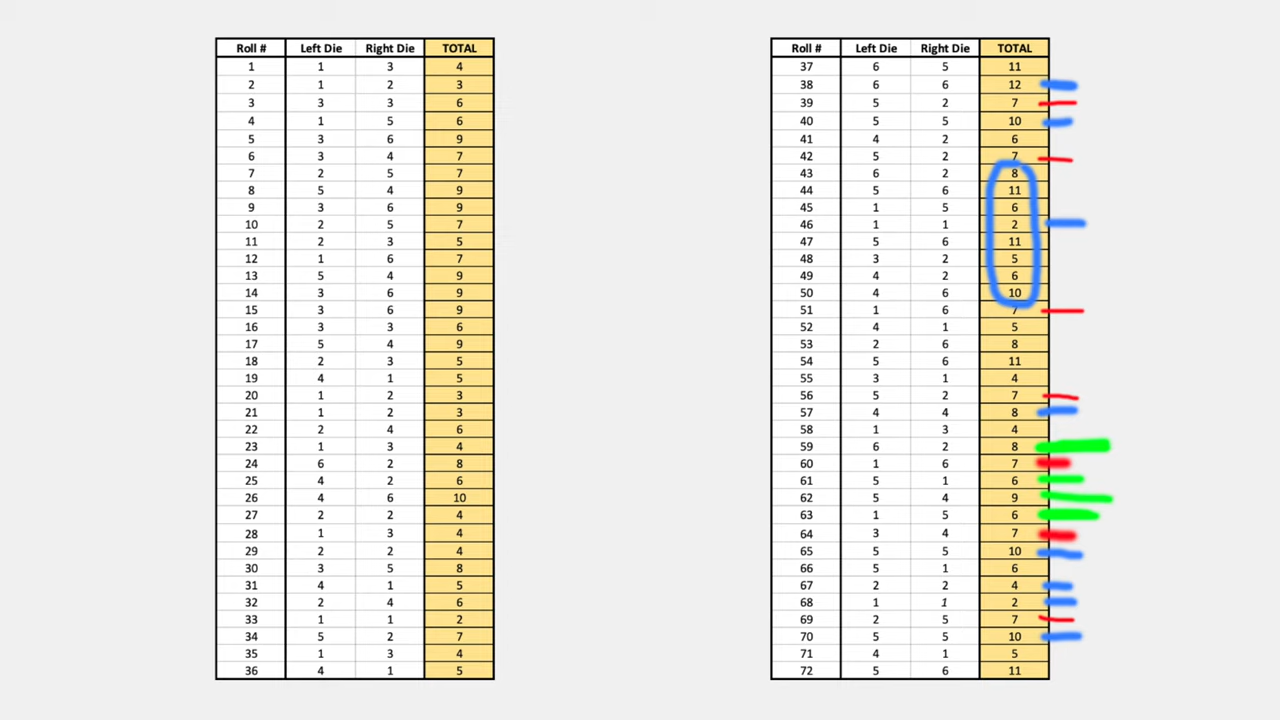 Roll # Left Die Right Die TOTAL
1 1 3 4
2 1 2 3
3 3 3 6
4 1 5 6
5 3 6 9
6 3 4 7
7 2 5 7
8 5 4 9
9 3 6 9
10 2 5 7
11 2 3 5
12 1 6 7
13 5 4 9
14 3 6 9
15 3 6 9
16 3 3 6
17 5 4 9
18 2 3 5
19 4 1 5
20 1 2 3
21 1 2 3
22 2 4 6
23 1 3 4
24 6 2 8
25 4 2 6
26 4 6 10
27 2 2 4
28 1 3 4
29 2 2 4
30 3 5 8
31 4 1 5
32 2 4 6
33 1 1 2
34 5 2 7
35 1 3 4
36 4 1 5
Roll # Left Die Right Die TOTAL
37 6 5 11
38 6 6 12
39 5 2 7
40 5 5 10
41 4 2 6
42 5 2 7
43 6 2 8
44 5 6 11
45 1 5 6
46 1 1 2
47 5 6 11
48 3 2 5
49 4 2 6
50 4 6 10
51 1 6 7
52 4 1 5
53 2 6 8
54 5 6 11
55 3 1 4
56 5 2 7
57 4 4 8
58 1 3 4
59 6 2 8
60 1 6 7
61 5 1 6
62 5 4 9
63 1 5 6
64 3 4 7
65 5 5 10
66 5 1 6
67 2 2 4
68 1 1 2
69 2 5 7
70 5 5 10
71 4 1 5
72 5 6 11